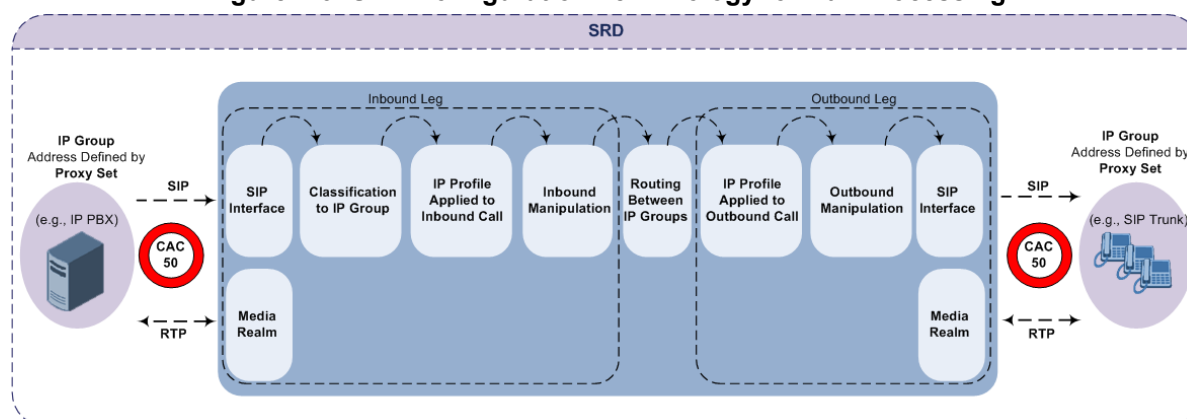 SRD
Inbound Leg
Outbound Leg
IP Group
Address Defined by
Proxy Set
(e.g., IP PBX)
SIP
CAC
50
RTP
SIP
Interface
Classification
to IP Group
IP Profile
Applied to
Inbound Call
Inbound
Manipulation
Routing
Between
IP Groups
IP Profile
Applied to
Outbound Call
Outbound
Manipulation
SIP
Interface
Media
Realm
Media
Realm
SIP
CAC
50
RTP
IP Group
Address Defined by
Proxy Set
(e.g., SIP Trunk)